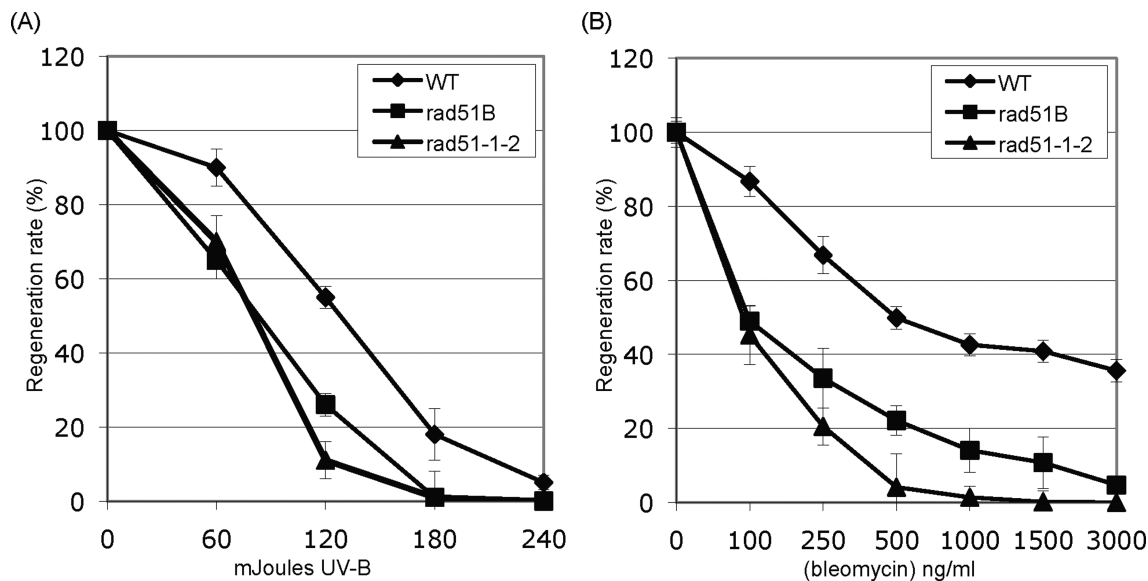 (A)
120
100
80
60
40
20
0
Regeneration rate (%)
WT
rad51B
rad51-1-2
0 60 120 180 240
mJoules UV-B
(B)
120
100
80
60
40
20
0
Regeneration rate (%)
WT
rad51B
rad51-1-2
0 100 250 500 1000 1500 3000
(bleomycin) ng/ml